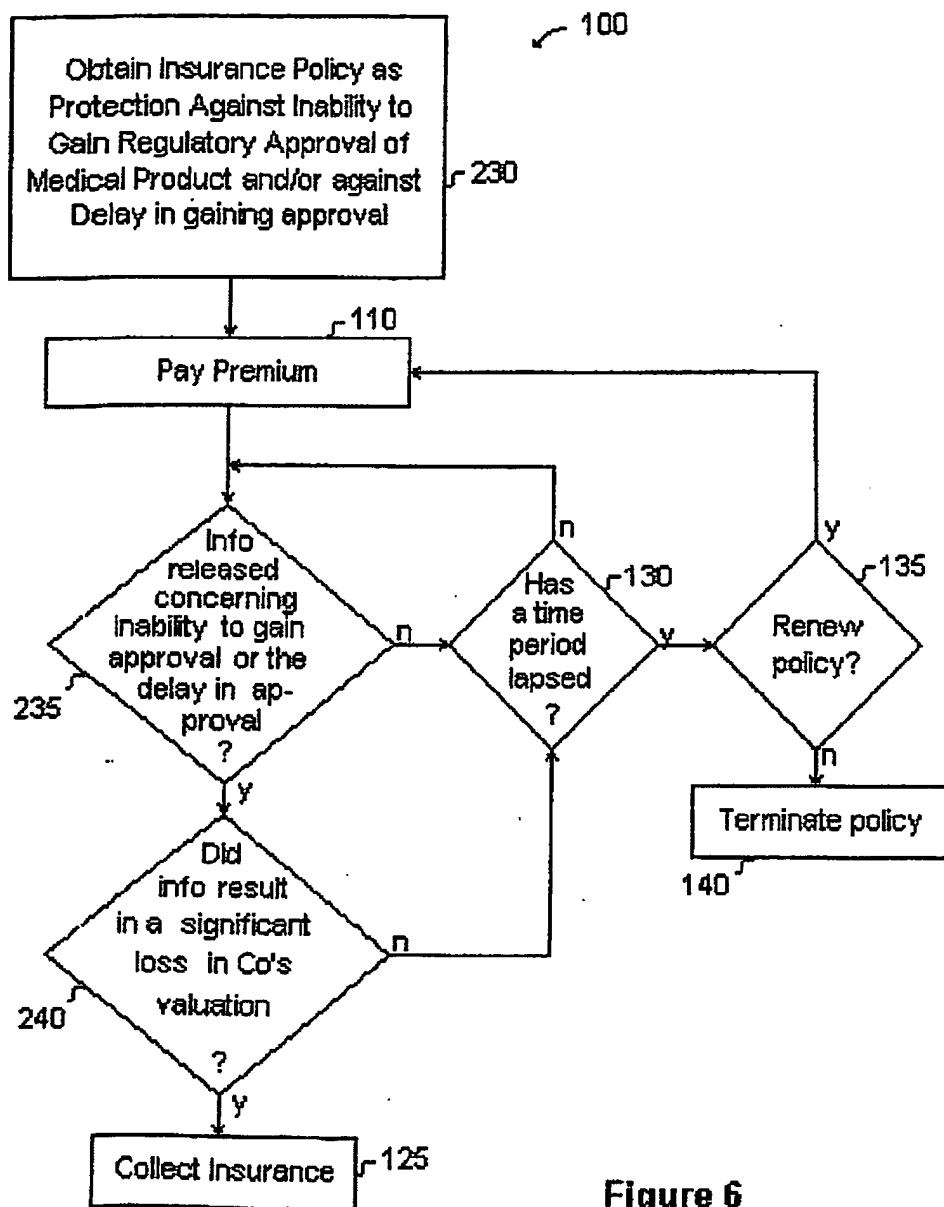 100
Obtain Insurance Policy as
Protection Against Inability to
Gain Regulatory Approval of
Medical Product and/or against
Delay in gaining approval
230
110
Pay Premium
Info
released
concerning
inability to gain
approval or the
delay in ap-
proval
?
235
n
y
Has
a time
period
lapsed
?
130
n
y
Renew
policy?
135
y
n
Terminate policy
140
Did
info result
in a significant
loss in Co's
valuation
?
240
n
y
Collect Insurance
125
Figure 6